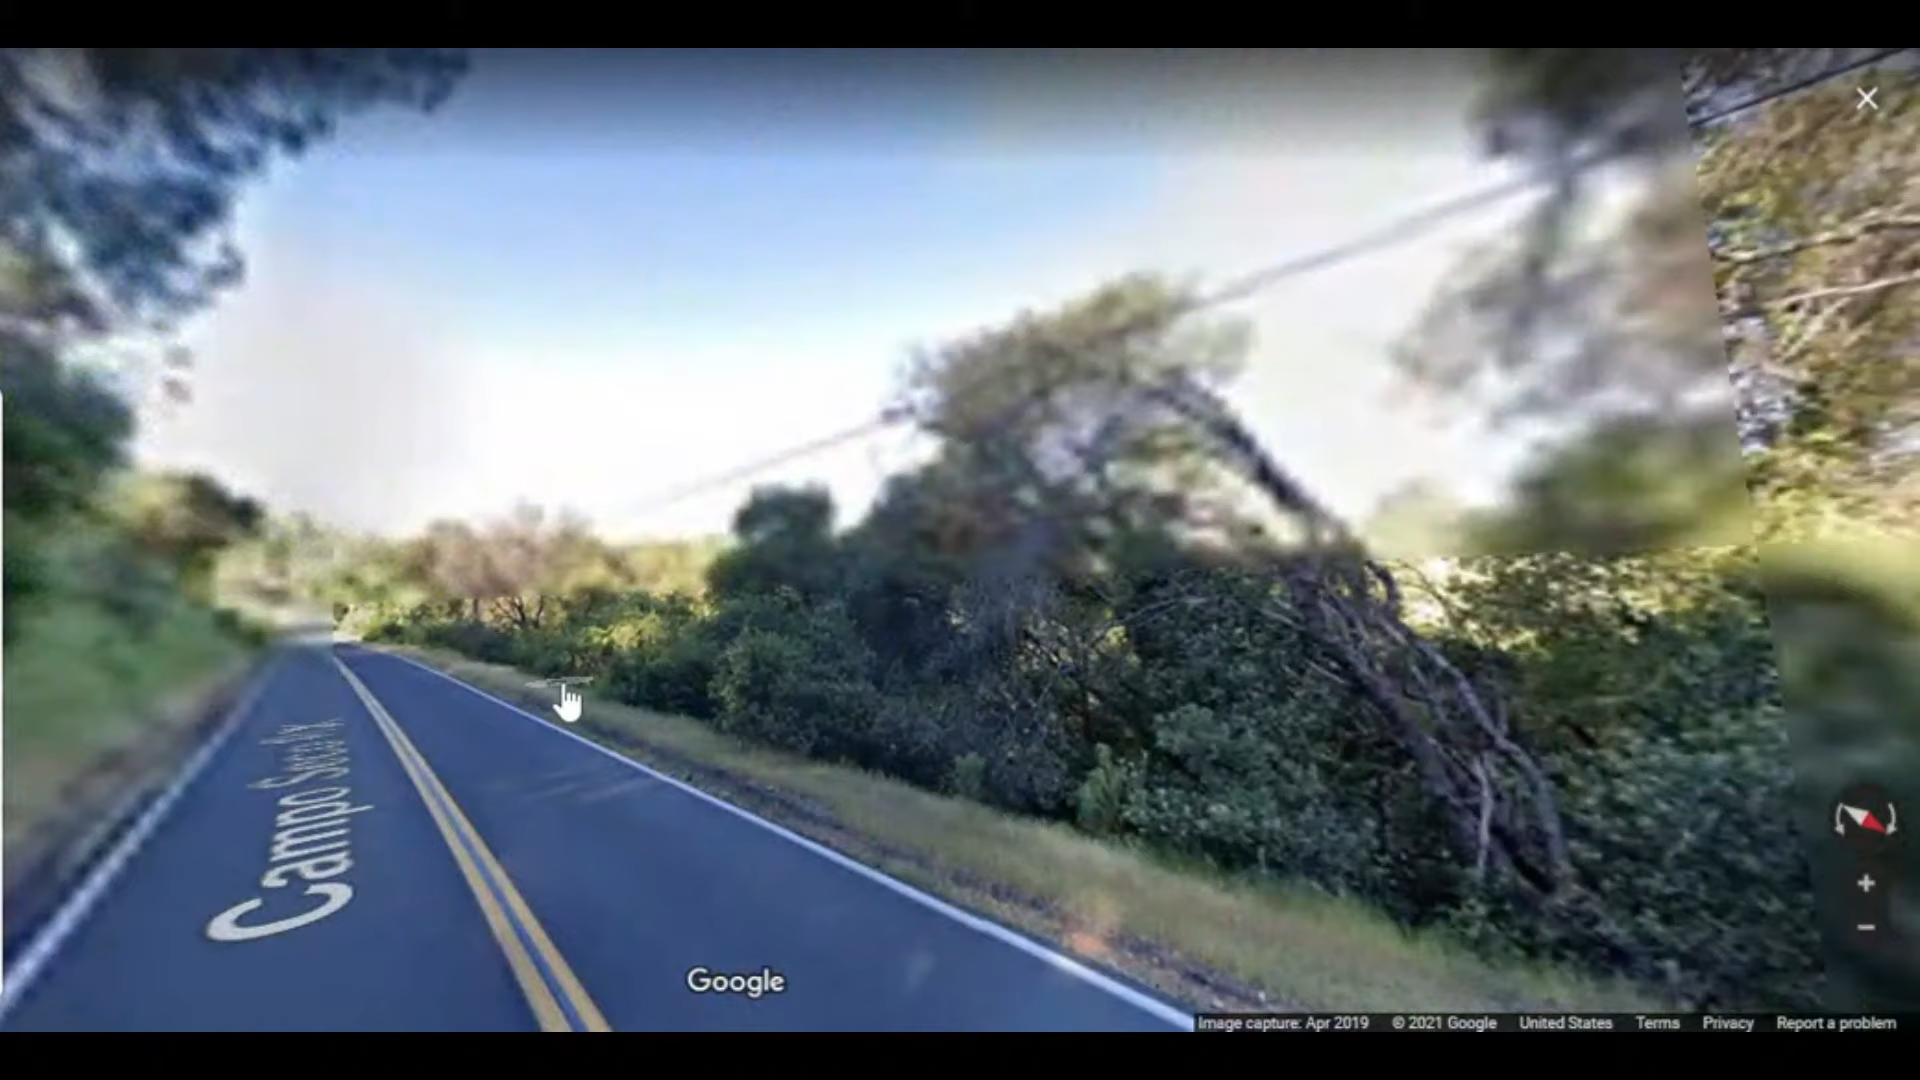 Campo
Google
Image capture: Apr 2019 © 2021 Google United States Terms Privacy Report a problem